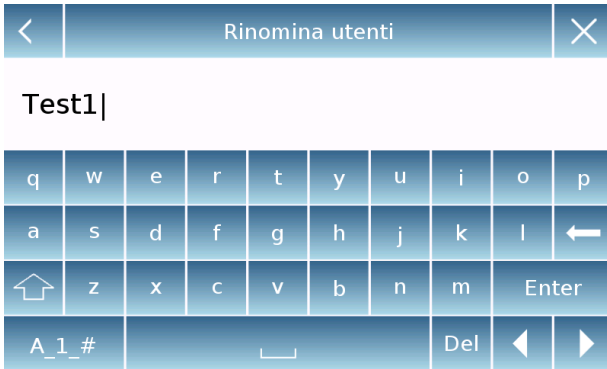 Rinomina utenti
Test1
q w e r t y u i o p
a s d f g h j k l
z x c v b n m Enter
A_1_# Del